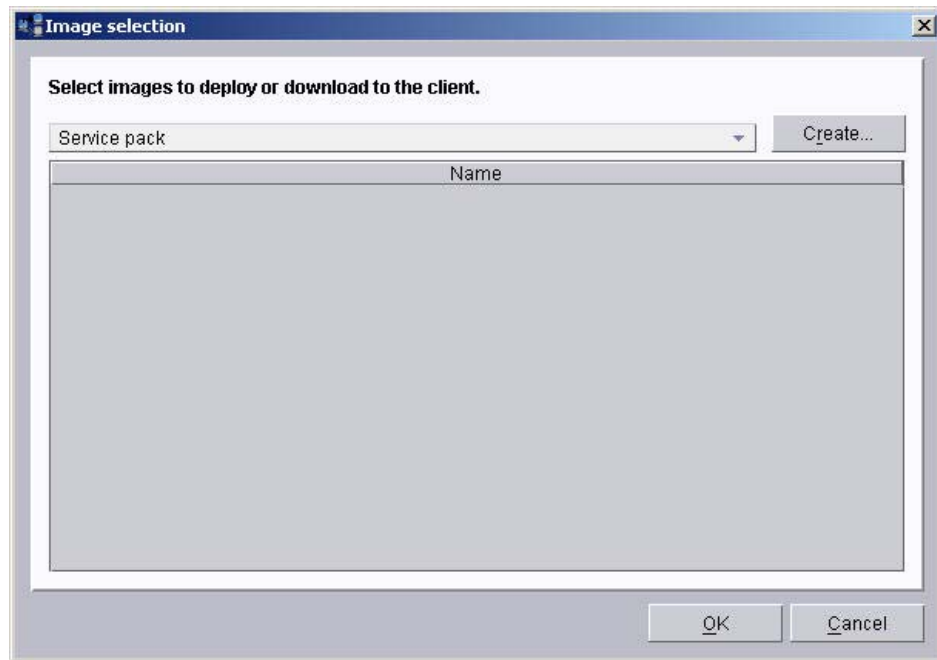 Image selection
Select images to deploy or download to the client.
Service pack
Create...
Name
OK
Cancel